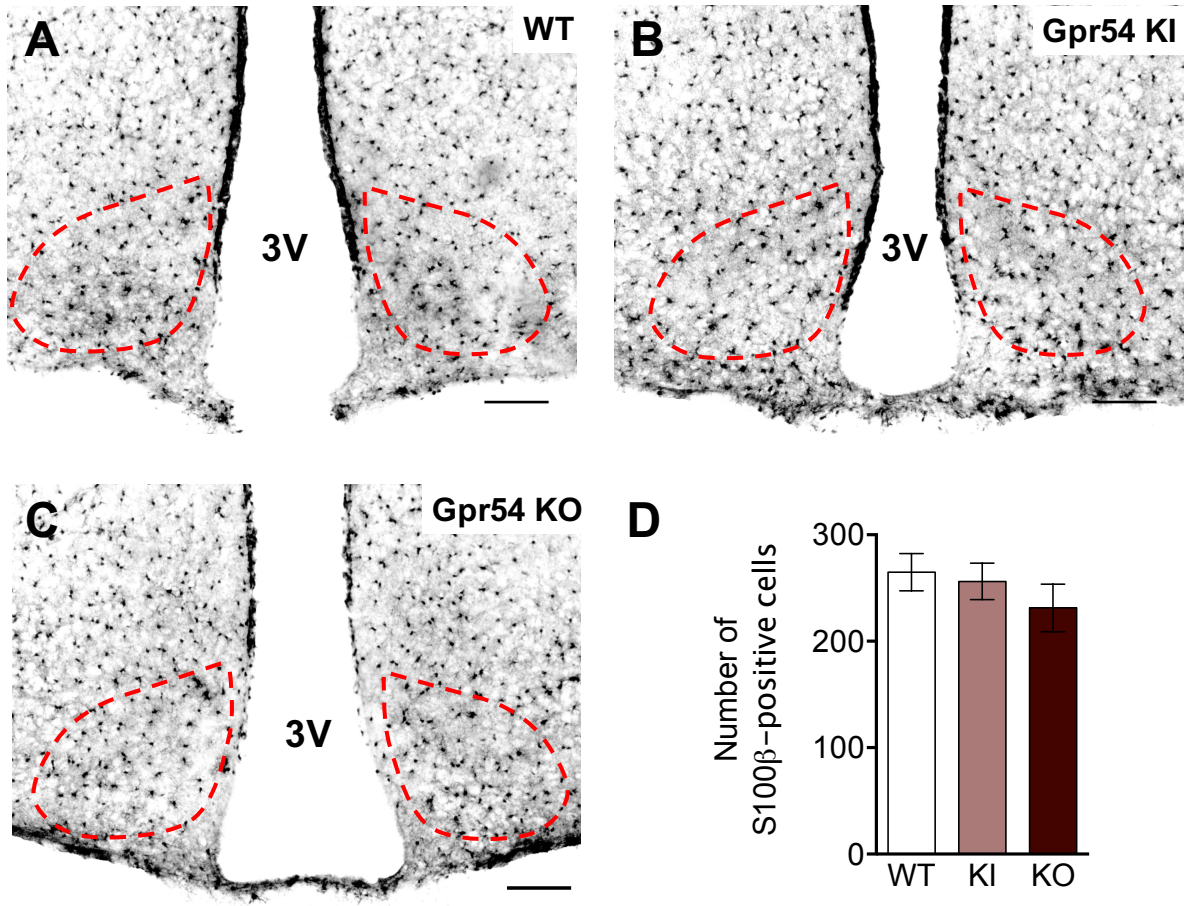 A
WT
3V
B
Gpr54 KI
3V
C
Gpr54 KO
3V
D
Number of
S100β−positive cells
300
200
100
0
WT KI KO